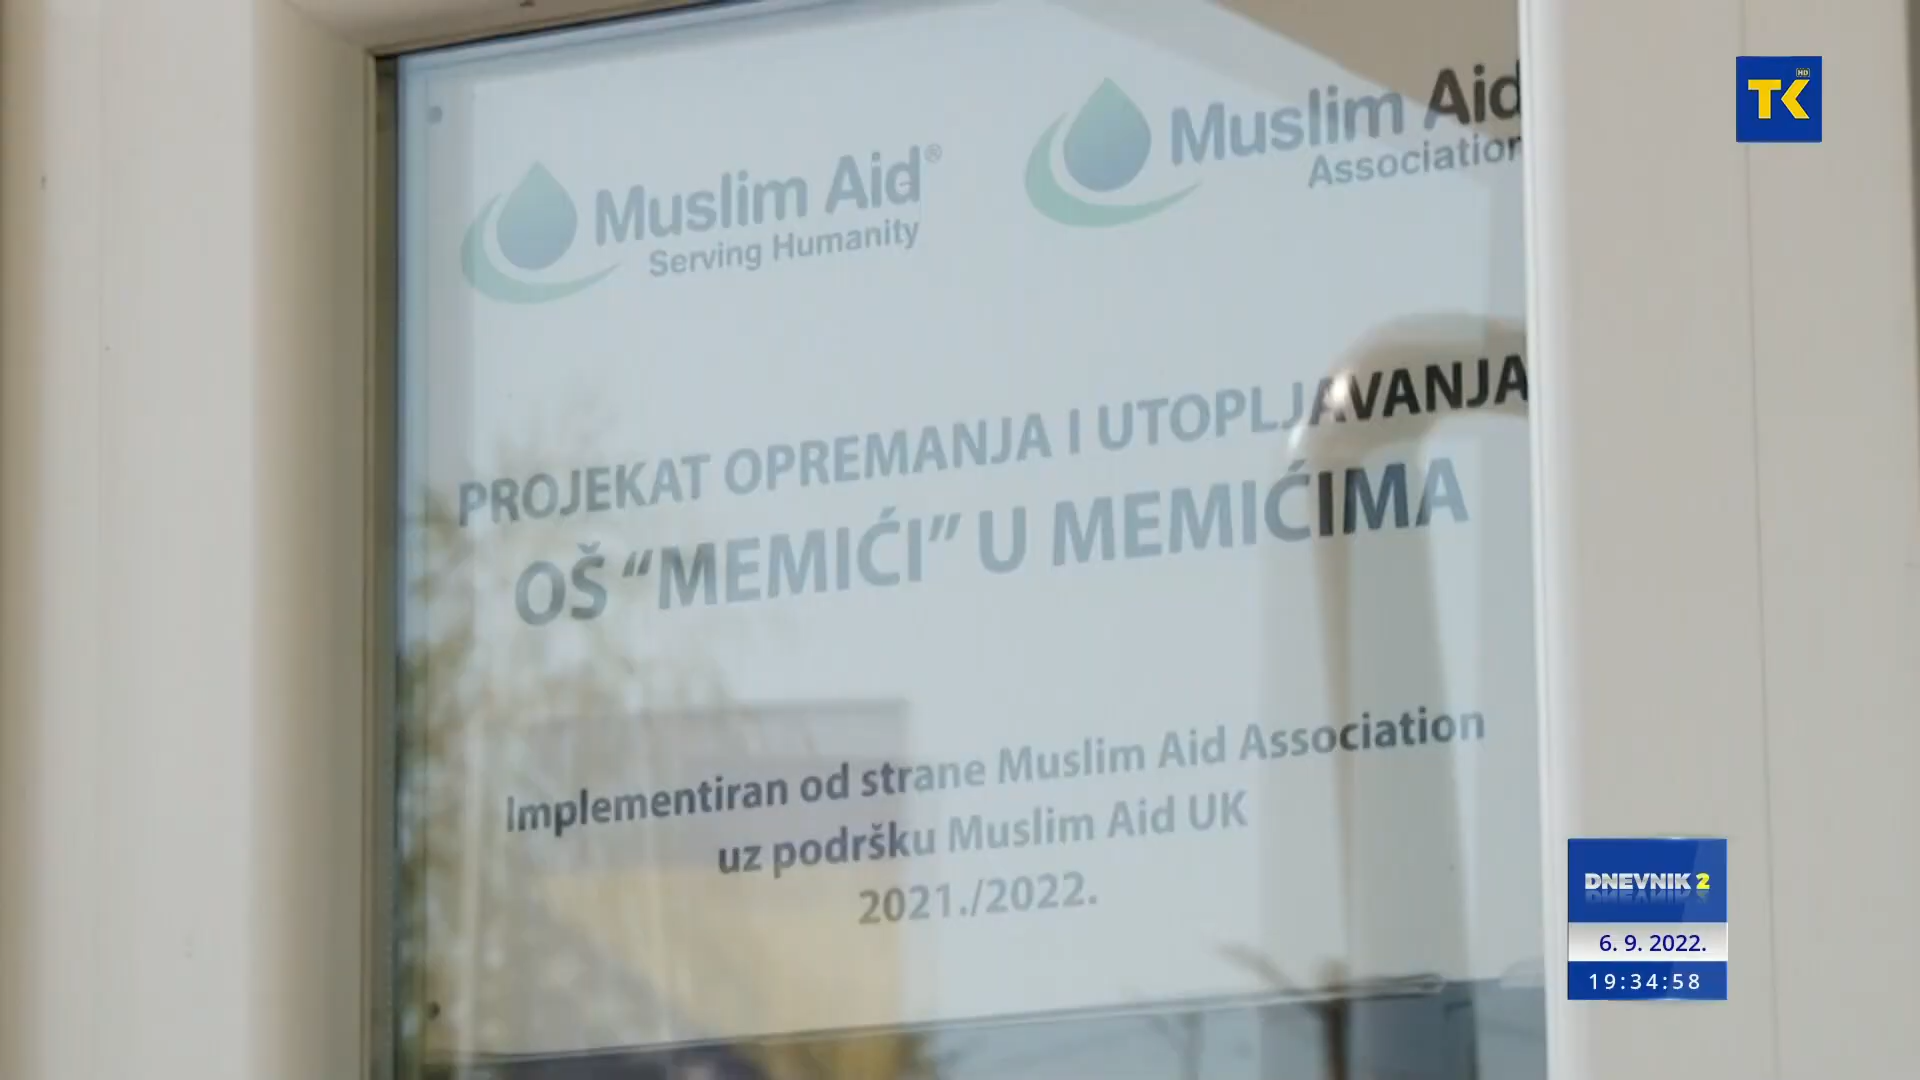 Muslim Aid®
Serving Humanity
Muslim Aid
Association
PROJEKAT OPREMANJA I UTOPLJAVANJA
OŠ “MEMIĆI” U MEMIĆIMA
Implementiran od strane Muslim Aid Association
uz podršku Muslim Aid UK
2021./2022.
TK HD
DNEVNIK 2
6. 9. 2022.
19:34:58